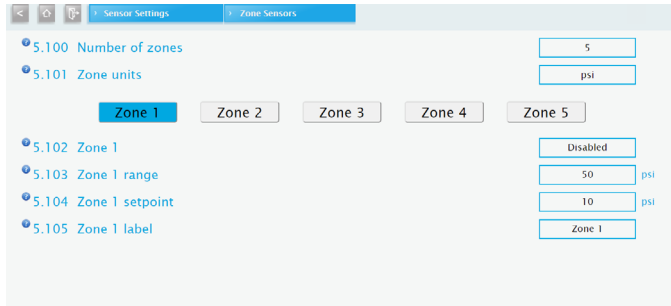 < Sensor Settings Zone Sensors
5.100 Number of zones 5
5.101 Zone units psi
Zone 1 Zone 2 Zone 3 Zone 4 Zone 5
5.102 Zone 1 Disabled
5.103 Zone 1 range 50 psi
5.104 Zone 1 setpoint 10 psi
5.105 Zone 1 label Zone 1